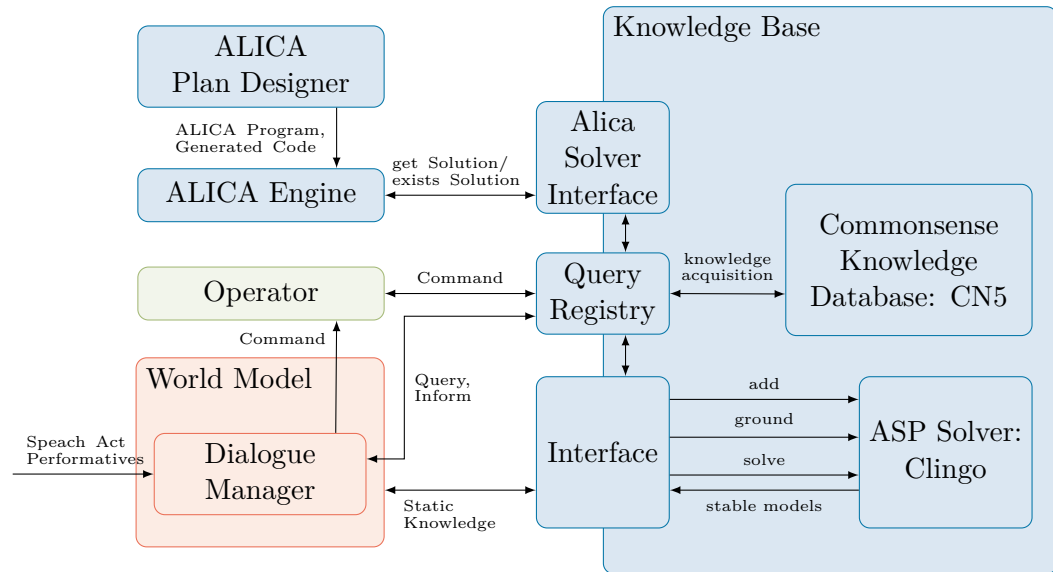 ALICA
Plan Designer
Knowledge Base
ALICA Program,
Generated Code
ALICA Engine
get Solution/
exists Solution
Alica
Solver
Interface
Commonsense
Knowledge
Database: CN5
knowledge
acquisition
Query
Registry
Command
Operator
Command
World Model
Query,
Inform
Speach Act
Performatives
Dialogue
Manager
Static
Knowledge
Interface
add
ground
solve
stable models
ASP Solver:
Clingo